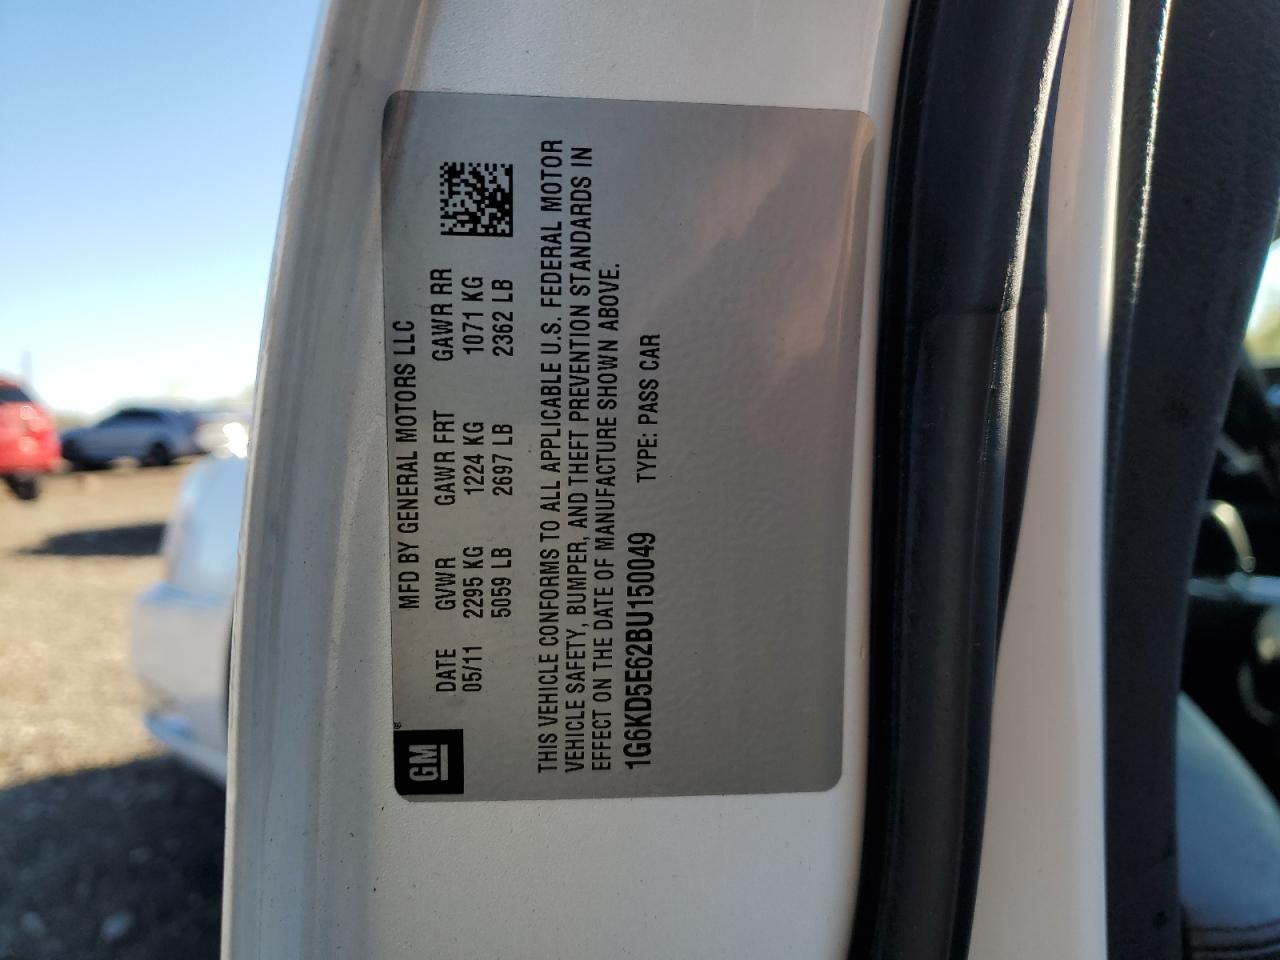 MFD BY GENERAL MOTORS LLC
GM®
DATE GVWR GAWR FRT GAWR RR
05/11 2295 KG 1224 KG 1071 KG
5059 LB 2697 LB 2362 LB
THIS VEHICLE CONFORMS TO ALL APPLICABLE U.S. FEDERAL MOTOR
VEHICLE SAFETY, BUMPER, AND THEFT PREVENTION STANDARDS IN
EFFECT ON THE DATE OF MANUFACTURE SHOWN ABOVE.
1G6KD5E62BU150049 TYPE: PASS CAR